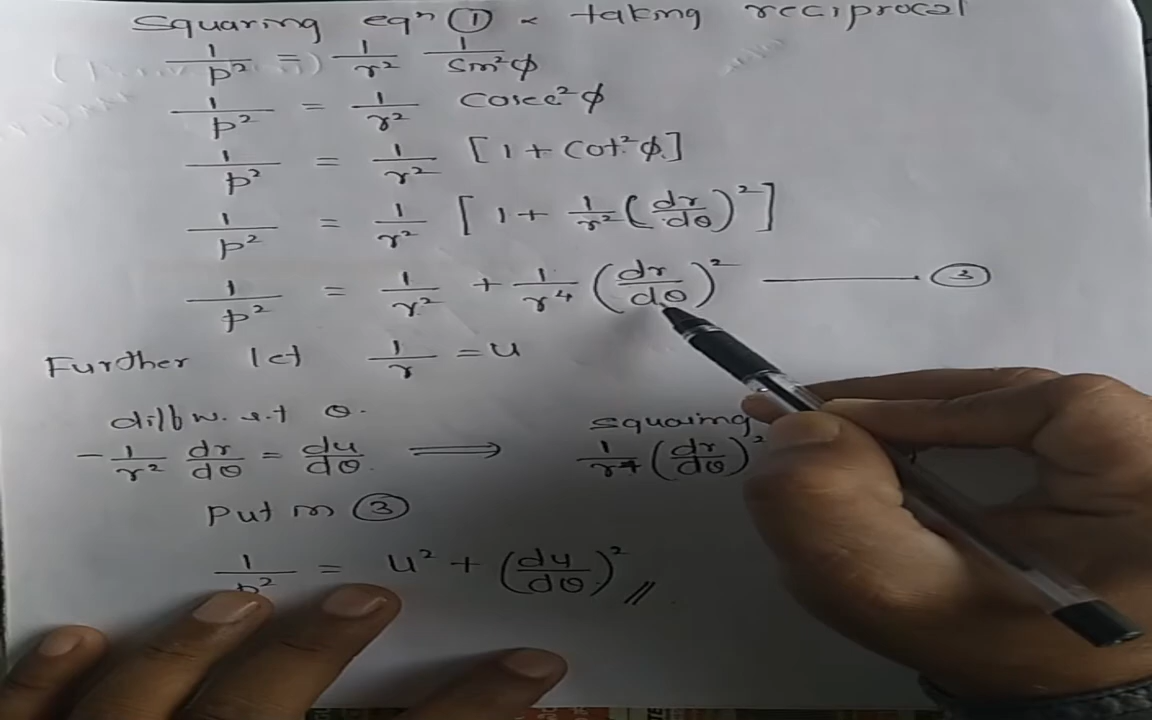 Squaring eqn ① & taking reciprocal
1/p² = 1/r² 1/sin²φ
1/p² = 1/r² cosec²φ
1/p² = 1/r² [1 + cot²φ]
1/p² = 1/r² [1 + 1/r² (dr/dθ)²]
1/p² = 1/r² + 1/r⁴ (dr/dθ)² ——— ③
Further let 1/r = u
diff w.r.t θ.
squaring
-1/r² dr/dθ = du/dθ ⟹ 1/r⁴ (dr/dθ)²
Put in ③
1/p² = u² + (du/dθ)² //